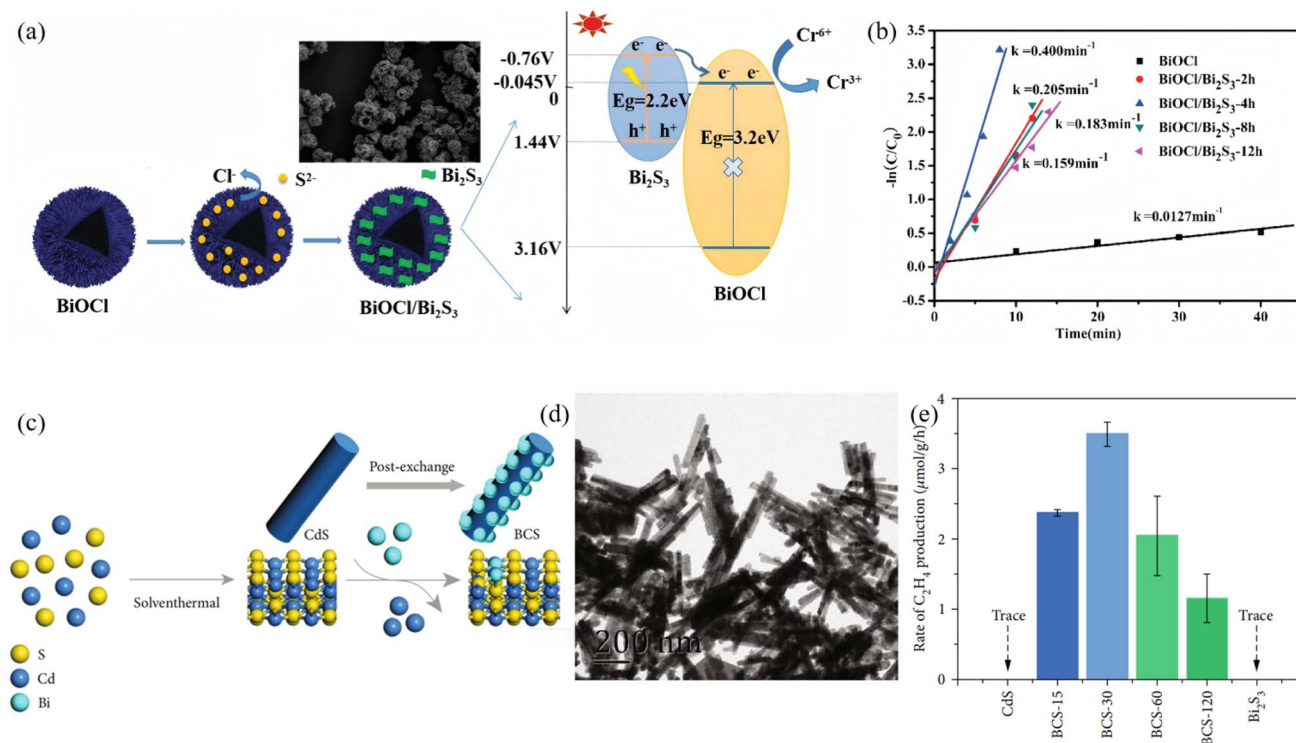 (a)
-0.76V
-0.045V
0
1.44V
3.16V
e- e-
Eg=2.2eV
h+ h+
Bi2S3
e- e-
Eg=3.2eV
BiOCl
Cr6+
Cr3+
Cl-
S2-
Bi2S3
BiOCl
BiOCl/Bi2S3
(b)
-Ln(C/C0)
3.5
3.0
2.5
2.0
1.5
1.0
0.5
0.0
-0.5
0 10 20 30 40
Time(min)
k = 0.400min-1
k = 0.205min-1
k = 0.183min-1
k = 0.159min-1
k = 0.0127min-1
BiOCl
BiOCl/Bi2S3-2h
BiOCl/Bi2S3-4h
BiOCl/Bi2S3-8h
BiOCl/Bi2S3-12h
(c)
Solventhermal
CdS
Post-exchange
BCS
S
Cd
Bi
(d)
200 nm
(e)
Rate of C2H4 production (μmol/g/h)
4
3
2
1
0
Trace
Trace
CdS
BCS-15
BCS-30
BCS-60
BCS-120
Bi2S3